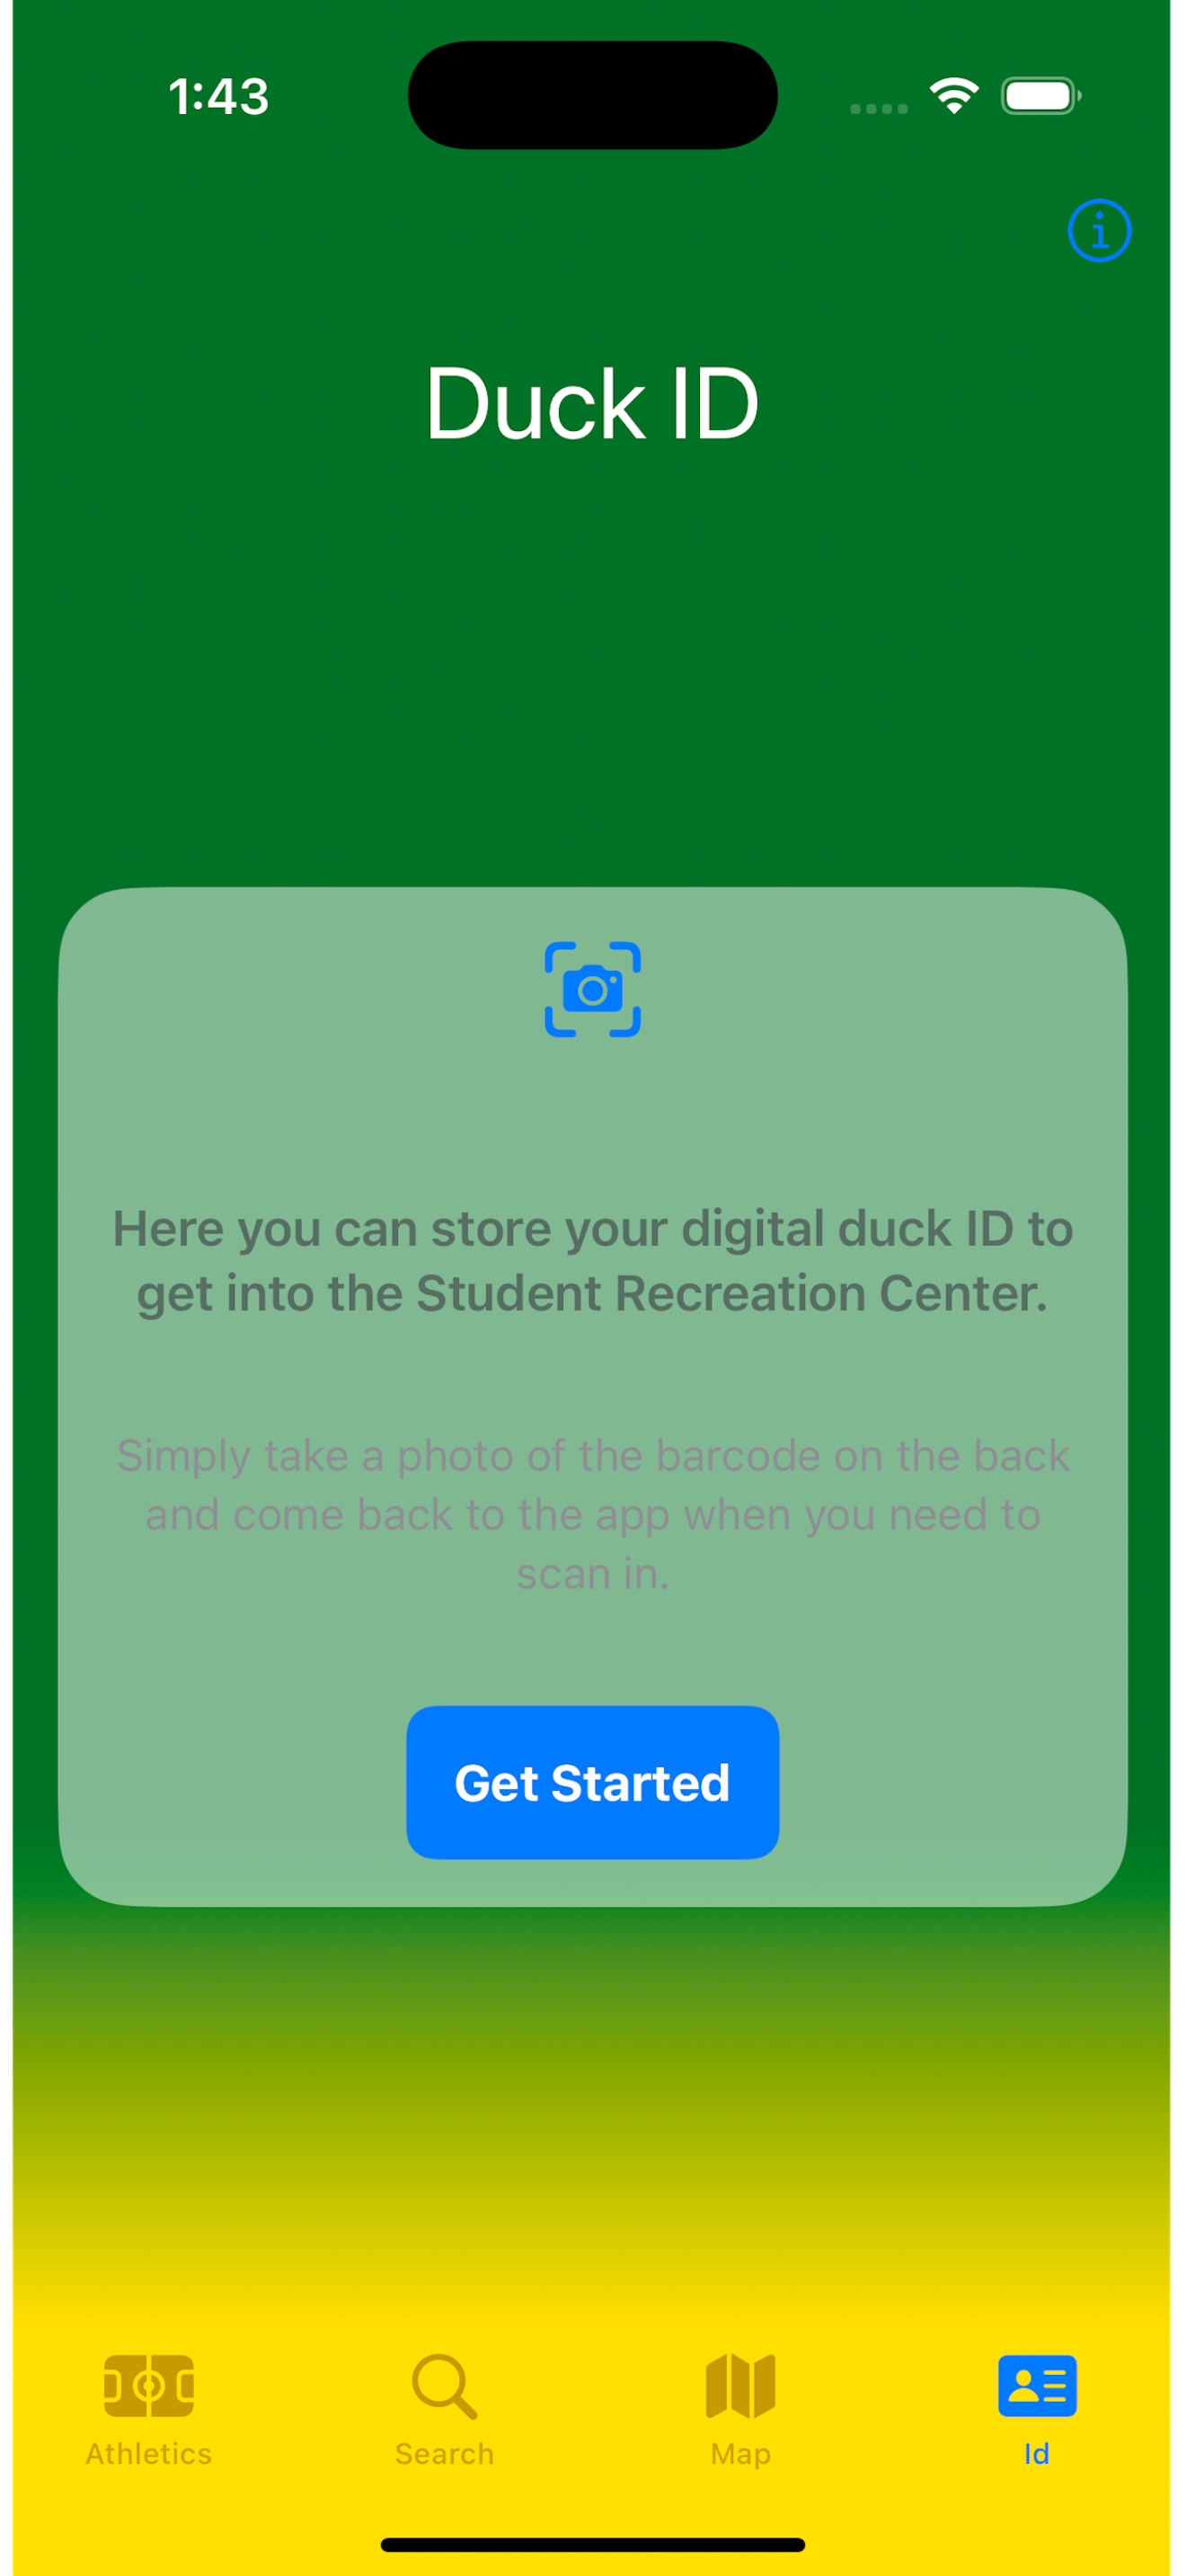 1:43
Duck ID
Here you can store your digital duck ID to
get into the Student Recreation Center.
Simply take a photo of the barcode on the back
and come back to the app when you need to
scan in.
Get Started
Athletics
Search
Map
Id